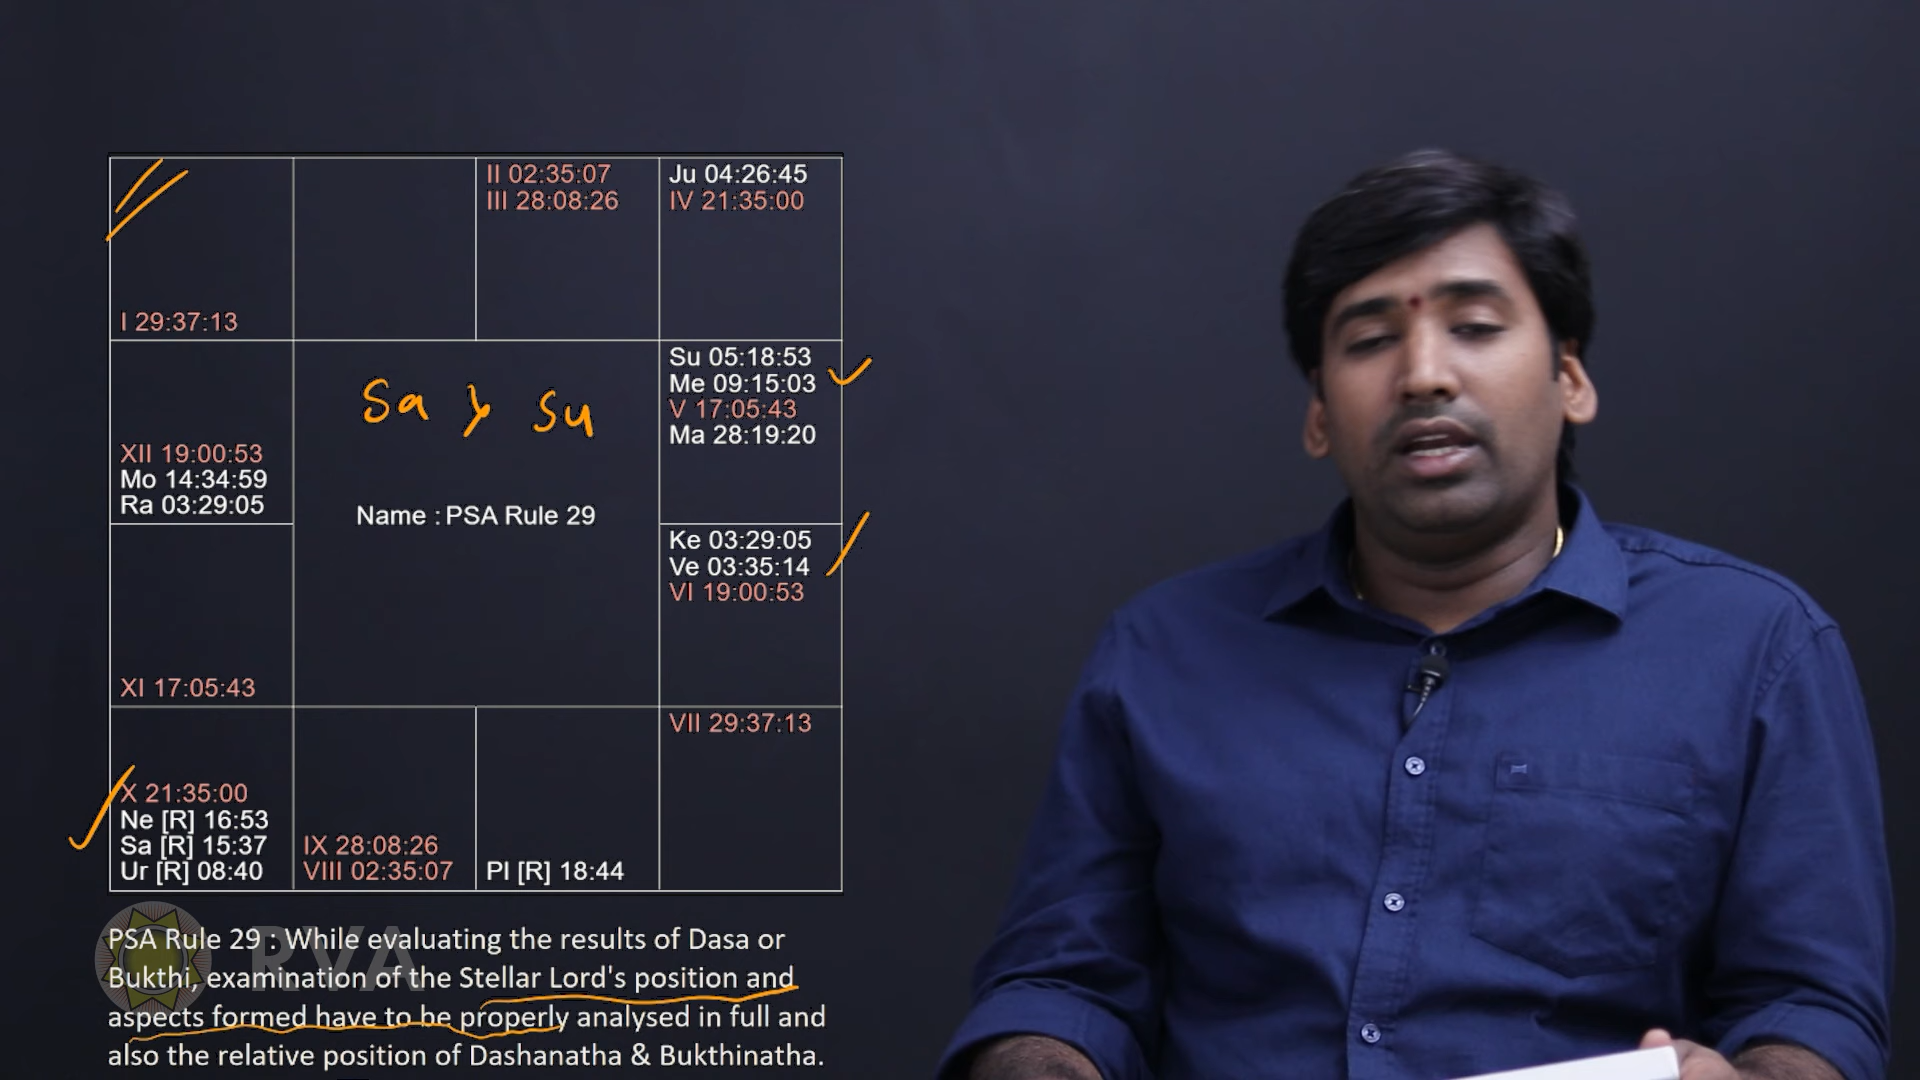 II 02:35:07
III 28:08:26
Ju 04:26:45
IV 21:35:00
I 29:37:13
Su 05:18:53
Me 09:15:03
V 17:05:43
Ma 28:19:20
Sa
Su
XII 19:00:53
Mo 14:34:59
Ra 03:29:05
Name : PSA Rule 29
Ke 03:29:05
Ve 03:35:14
VI 19:00:53
XI 17:05:43
VII 29:37:13
X 21:35:00
Ne [R] 16:53
Sa [R] 15:37
Ur [R] 08:40
IX 28:08:26
VIII 02:35:07
Pl [R] 18:44
RVA
PSA Rule 29 : While evaluating the results of Dasa or
Bukthi, examination of the Stellar Lord's position and
aspects formed have to be properly analysed in full and
also the relative position of Dashanatha & Bukthinatha.